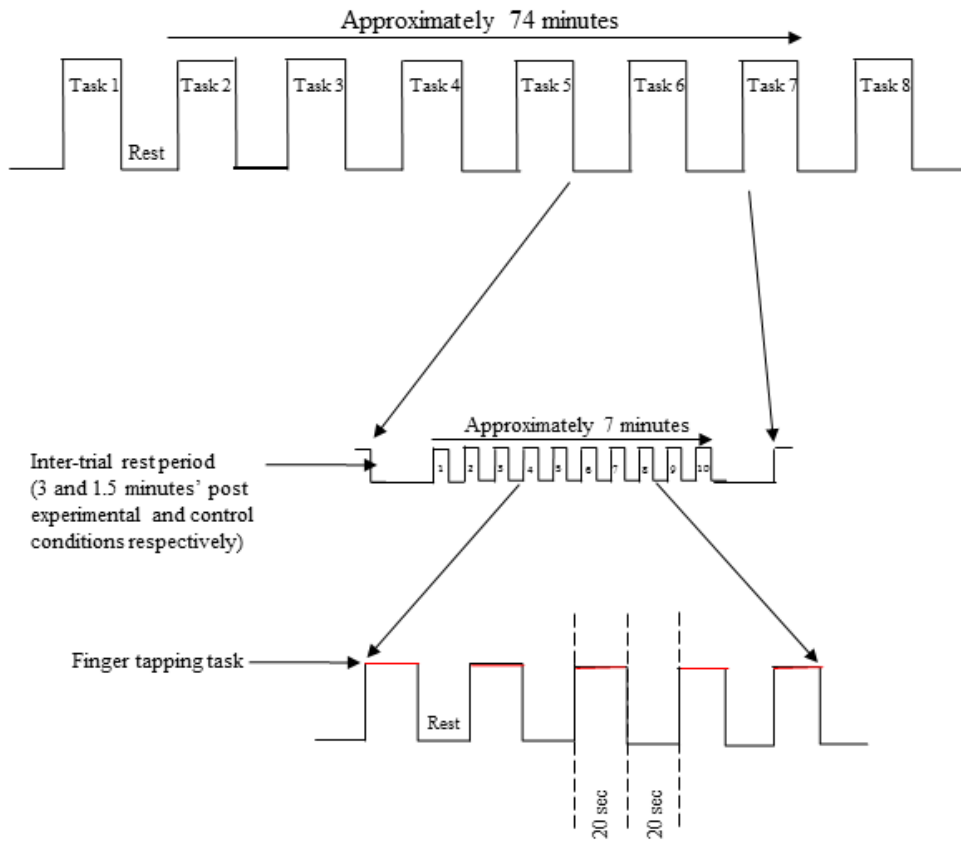 Approximately 74 minutes
Task 1 Task 2 Task 3 Task 4 Task 5 Task 6 Task 7 Task 8
Rest
Approximately 7 minutes
1 2 3 4 5 6 7 8 9 10
Inter-trial rest period
(3 and 1.5 minutes’ post
experimental and control
conditions respectively)
Finger tapping task
Rest
20 sec 20 sec